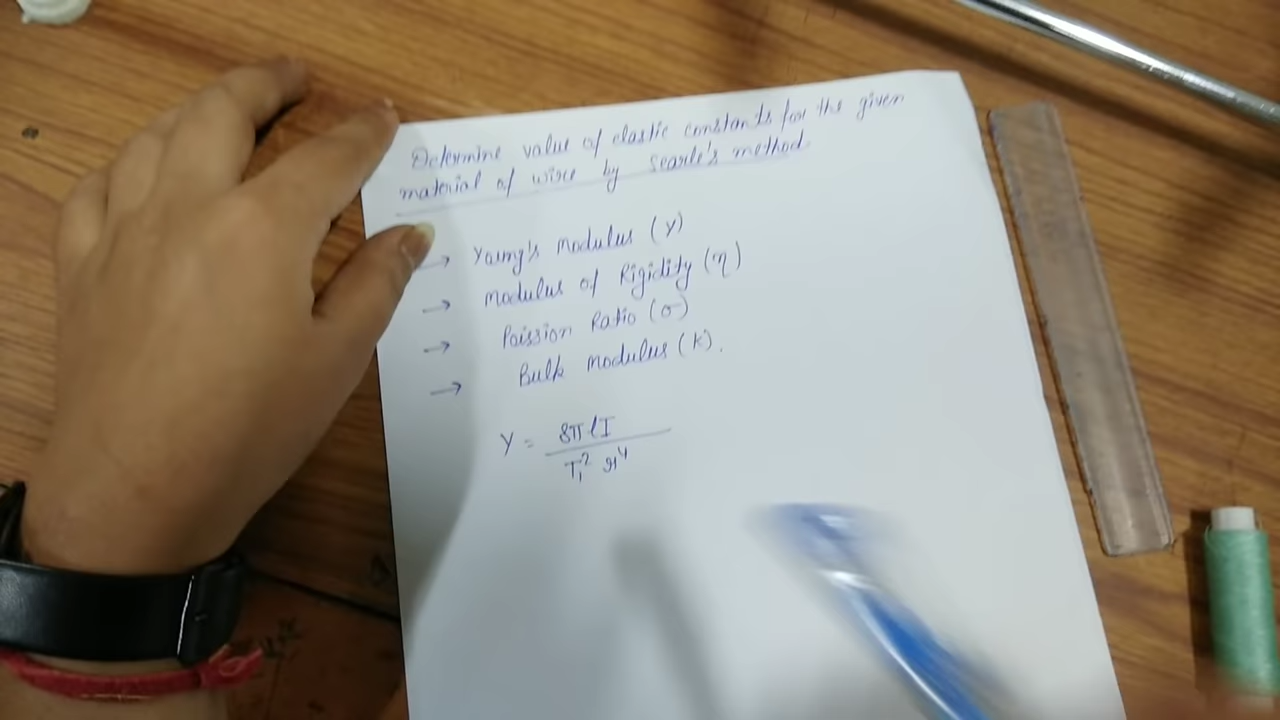 Determine value of elastic constants for the given
material of wire by Searle's method.
→ Young's Modulus (Y)
→ Modulus of Rigidity (η)
→ Poission Ratio (σ)
→ Bulk Modulus (K).
Y = 8πlI / T₁² r⁴